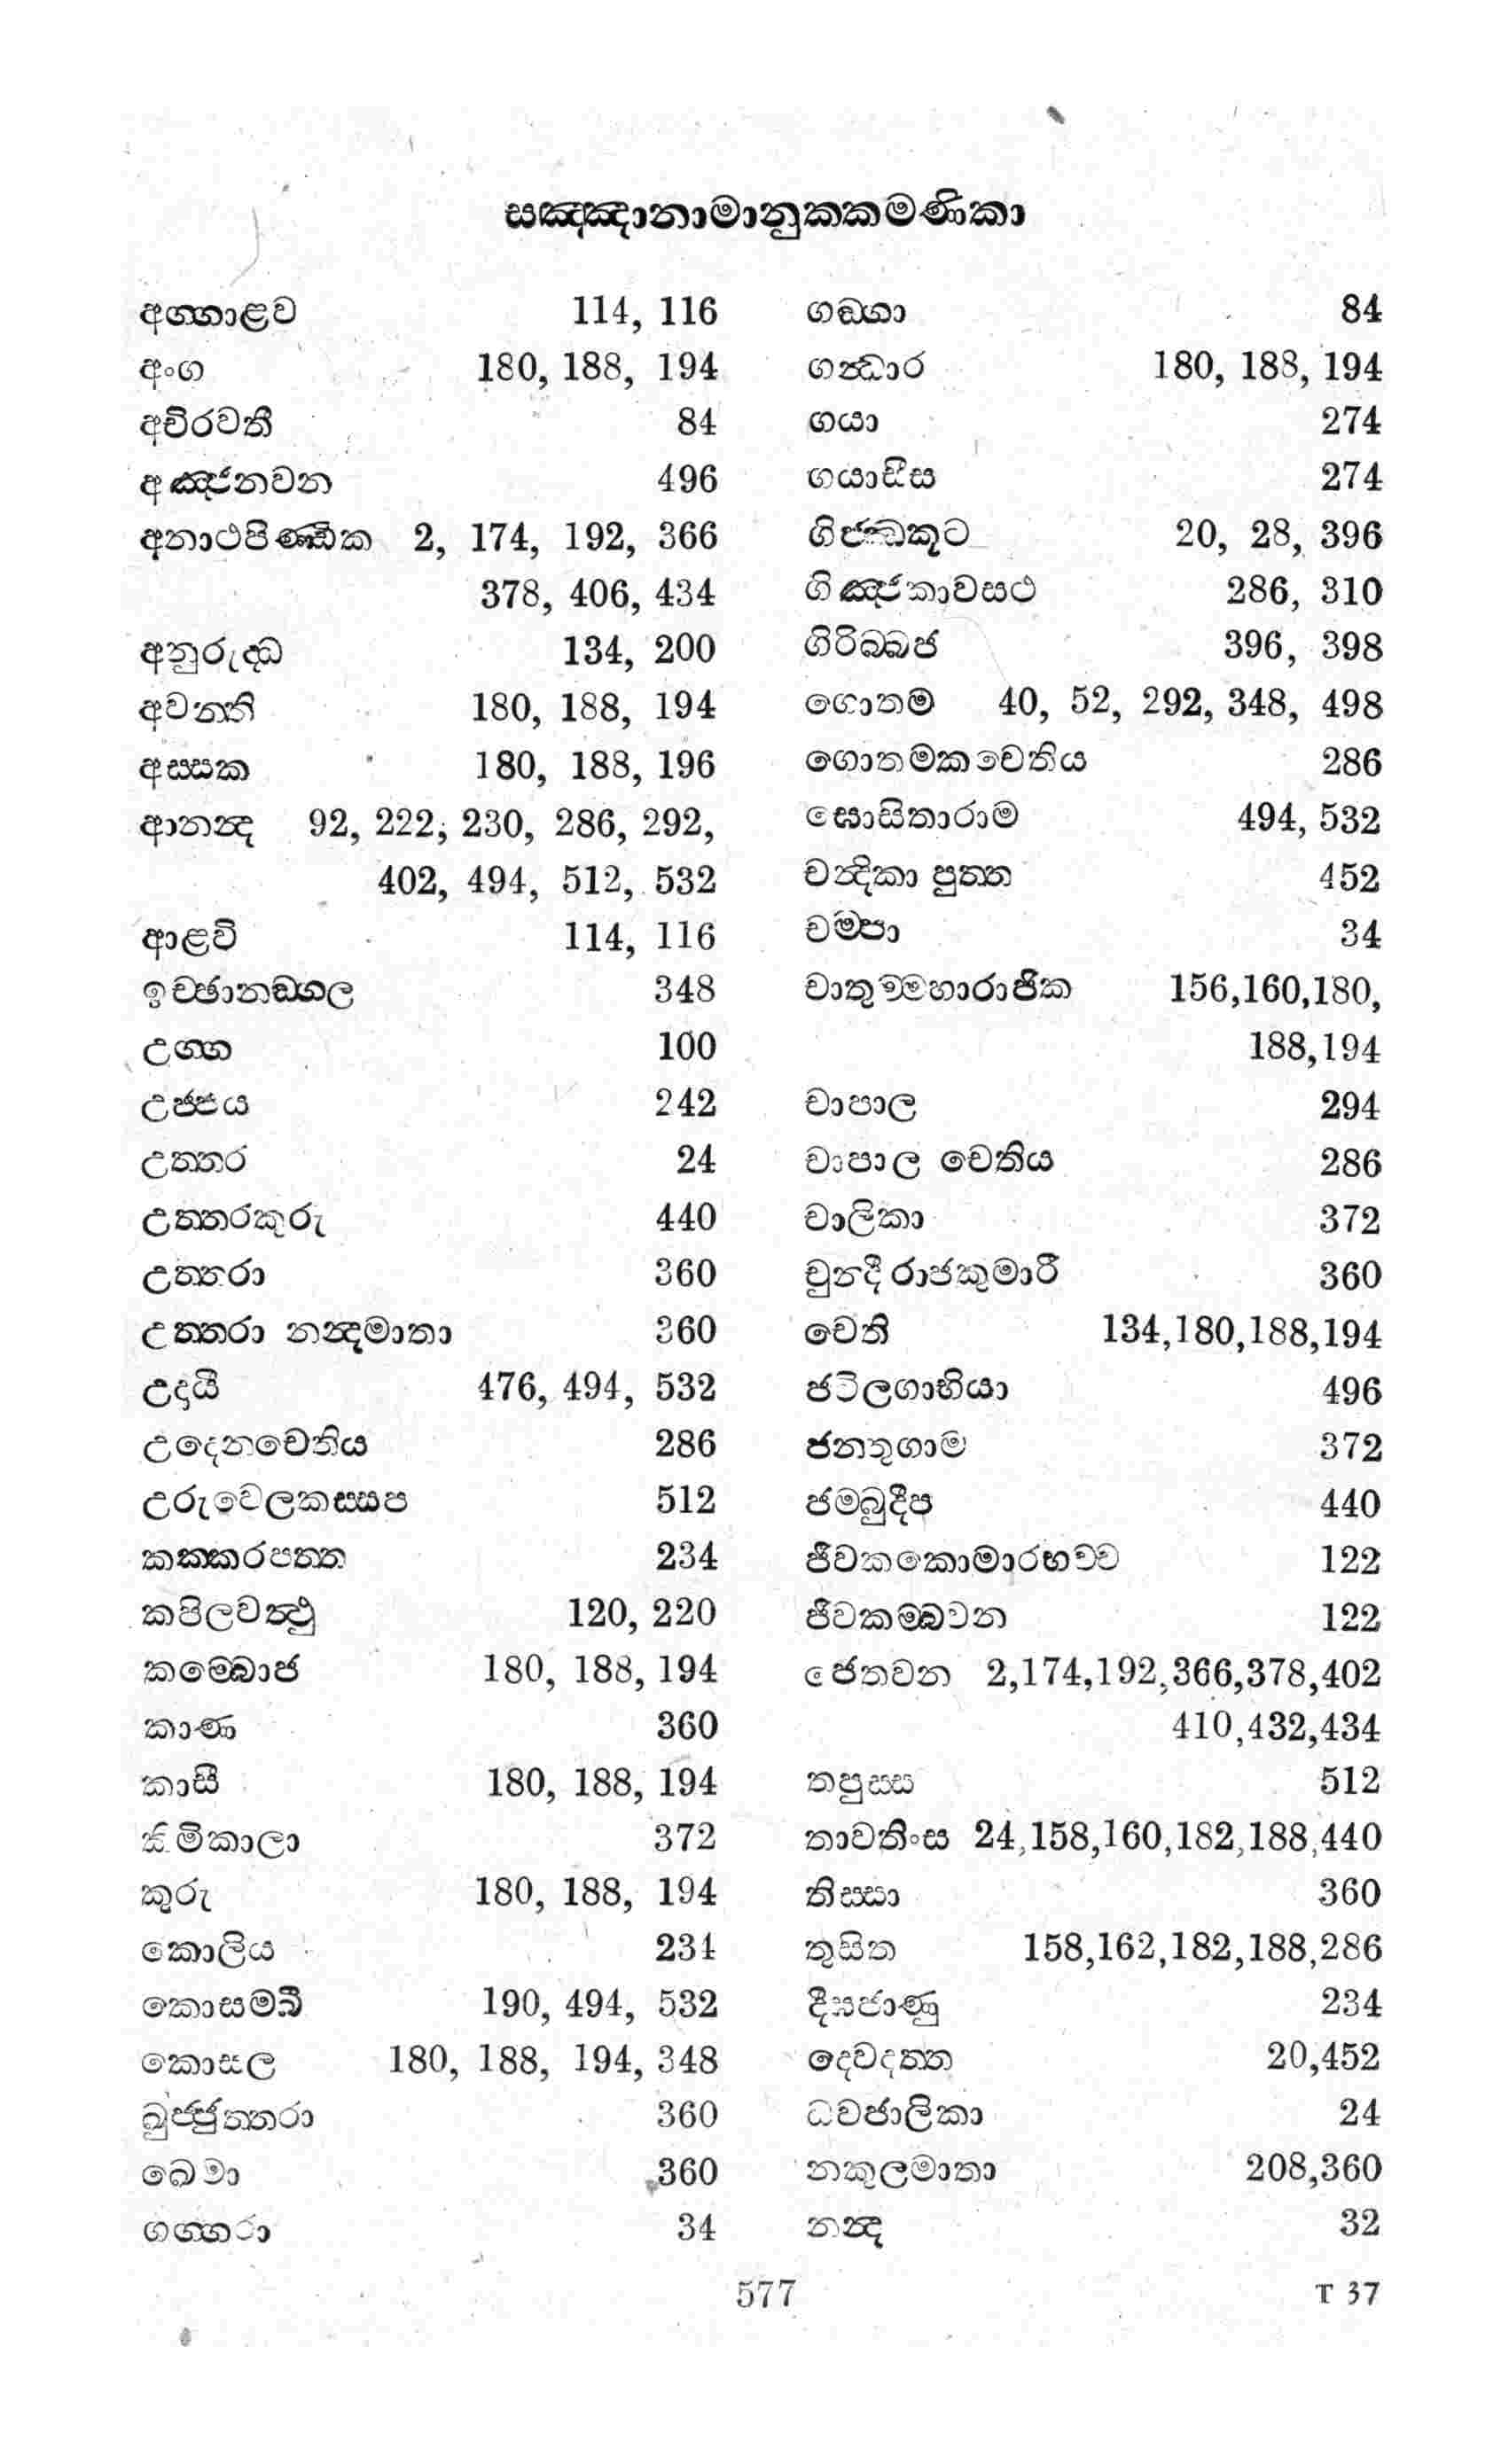 සඤ්ඤානාමානුක්කමණිකා
අග්ගාළව 114, 116
අංග 180, 188, 194
අචිරවතී 84
අඤ්ජනවන 496
අනාථපිණ්ඩික 2, 174, 192, 366
378, 406, 434
අනුරුද්ධ 134, 200
අවන්ති 180, 188, 194
අස්සක 180, 188, 196
ආනන්ද 92, 222, 230, 286, 292,
402, 494, 512, 532
ආළවි 114, 116
ඉච්ඡානඞ්ගල 348
උග්ග 100
උජ්ජය 242
උත්තර 24
උත්තරකුරු 440
උත්තරා 360
උත්තරා නන්දමාතා 360
උදායී 476, 494, 532
උදෙනචෙතිය 286
උරුවෙලකස්සප 512
කක්කරපත්ත 234
කපිලවත්ථු 120, 220
කම්බොජ 180, 188, 194
කාණ 360
කාසී 180, 188, 194
කිමිකාලා 372
කුරු 180, 188, 194
කොලිය 234
කොසම්බී 190, 494, 532
කොසල 180, 188, 194, 348
ඛුජ්ජුත්තරා 360
ඛෙමා 360
ගග්ගරා 34
ගඞ්ගා 84
ගන්ධාර 180, 188, 194
ගයා 274
ගයාසීස 274
ගිජ්ඣකූට 20, 28, 396
ගිඤ්ජකාවසථ 286, 310
ගිරිබ්බජ 396, 398
ගොතම 40, 52, 292, 348, 498
ගොතමක චෙතිය 286
ඝොසිතාරාම 494, 532
චන්දිකා පුත්ත 452
චම්පා 34
චාතුම්මහාරාජික 156,160,180,
188,194
චාපාල 294
චාපාල චෙතිය 286
චාලිකා 372
චුන්දී රාජකුමාරී 360
චෙති 134,180,188,194
ජටිලගාහියා 496
ජනතුගාම 372
ජම්බුදීප 440
ජීවකකොමාරභච්ච 122
ජීවකම්බවන 122
ජෙතවන 2,174,192,366,378,402
410,432,434
තපුස්ස 512
තාවතිංස 24,158,160,182,188,440
තිස්සා 360
තුසිත 158,162,182,188,286
දීඝජාණු 234
දෙවදත්ත 20,452
ධවජාලිකා 24
නකුලමාතා 208,360
නන්ද 32
577
T 37